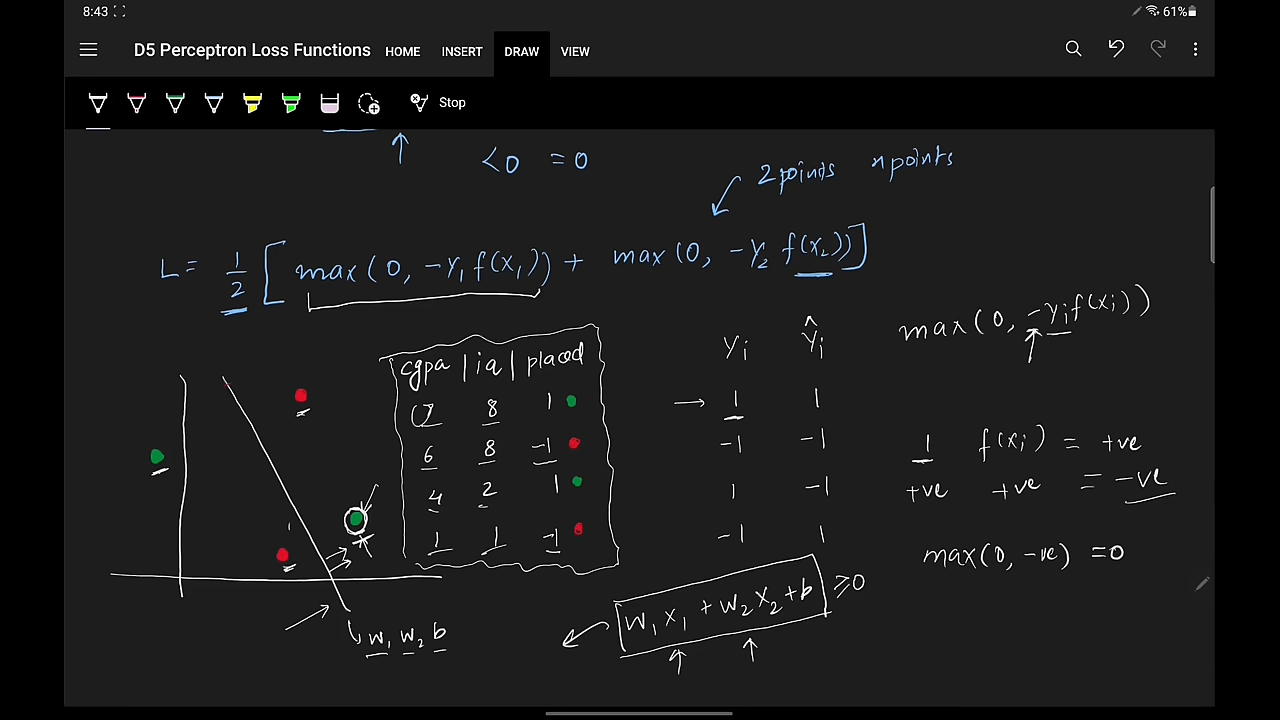 8:43 61%
D5 Perceptron Loss Functions HOME INSERT DRAW VIEW
Stop
<0 =0
2 points n points
L = 1/2 [ max(0, -Y₁f(X₁)) + max(0, -Y₂ f(X₂)) ]
max(0, -Yᵢf(Xᵢ))
Yᵢ Ŷᵢ
cgpa | iq | placed
7 8 1
6 8 -1
4 2 1
1 1 -1
1 1
-1 -1
1 -1
-1 1
1 f(Xᵢ) = +ve
+ve +ve = -ve
max(0, -ve) =0
W₁X₁ + W₂X₂ + b ≥0
W₁ W₂ b